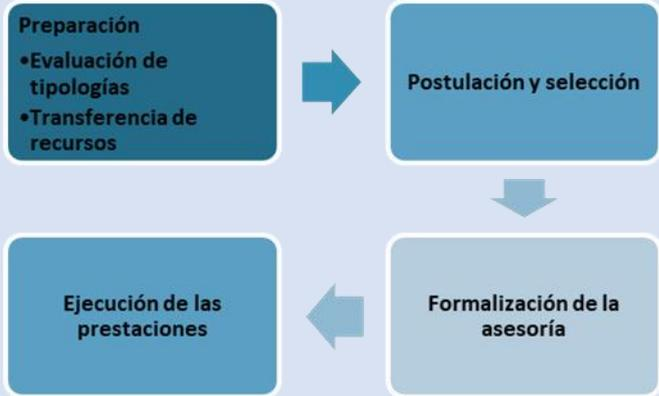 Preparación
•Evaluación de
tipologías
•Transferencia de
recursos
Postulación y selección
Formalización de la
asesoría
Ejecución de las
prestaciones